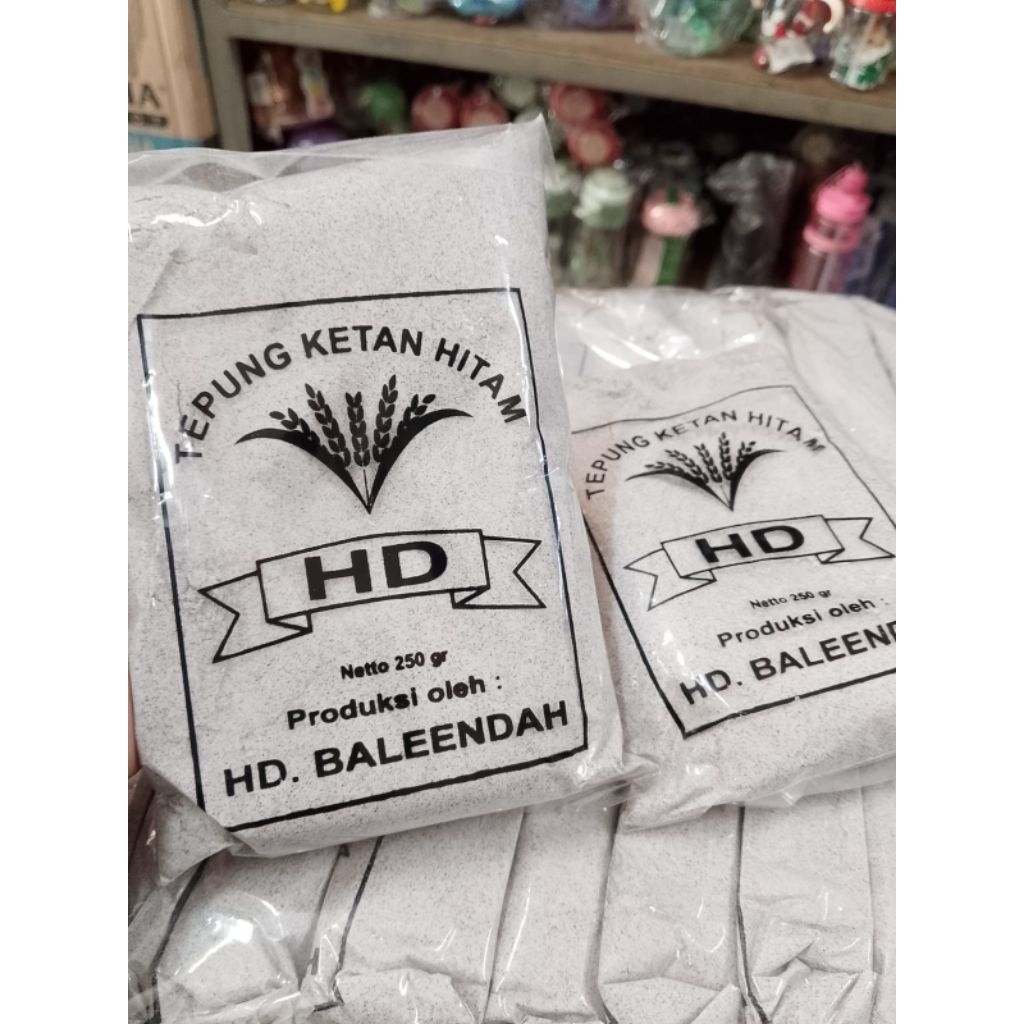 TEPUNG KETAN HITAM
HD
Netto 250 gr
Produksi oleh :
HD. BALEENDAH
TEPUNG KETAN HITAM
HD
Netto 250 gr
Produksi oleh :
HD. BALEEND